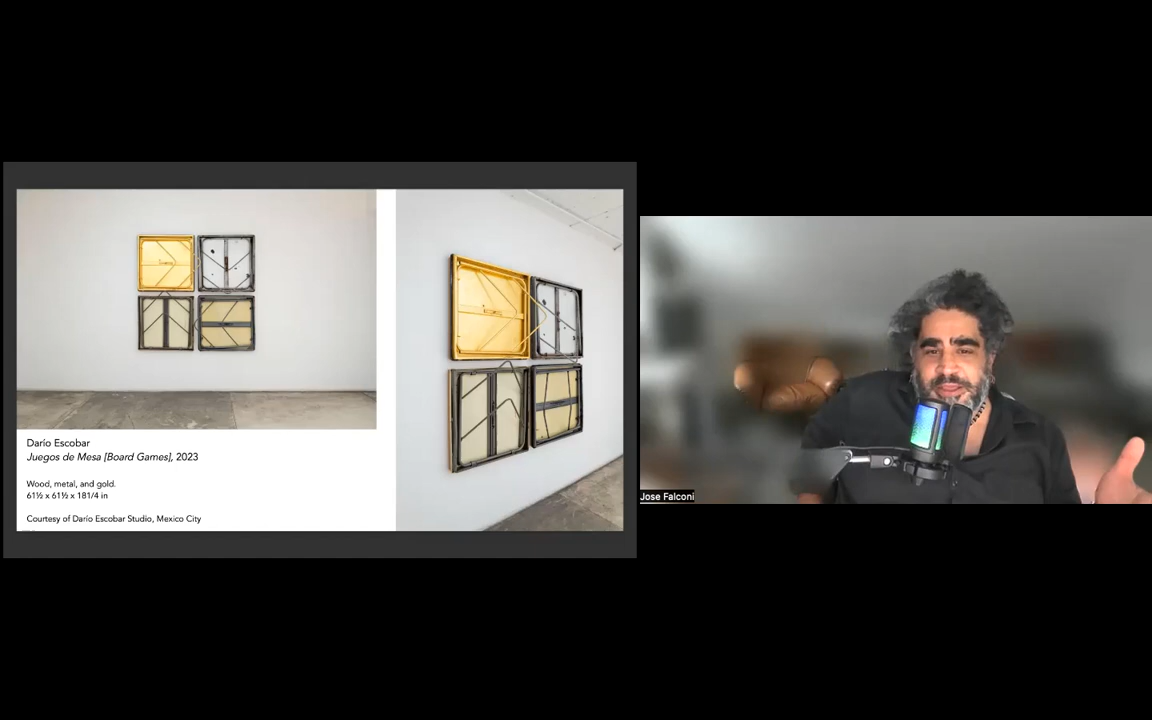 Darío Escobar
Juegos de Mesa [Board Games], 2023
Wood, metal, and gold.
61½ x 61½ x 181/4 in
Courtesy of Darío Escobar Studio, Mexico City
Jose Falconi